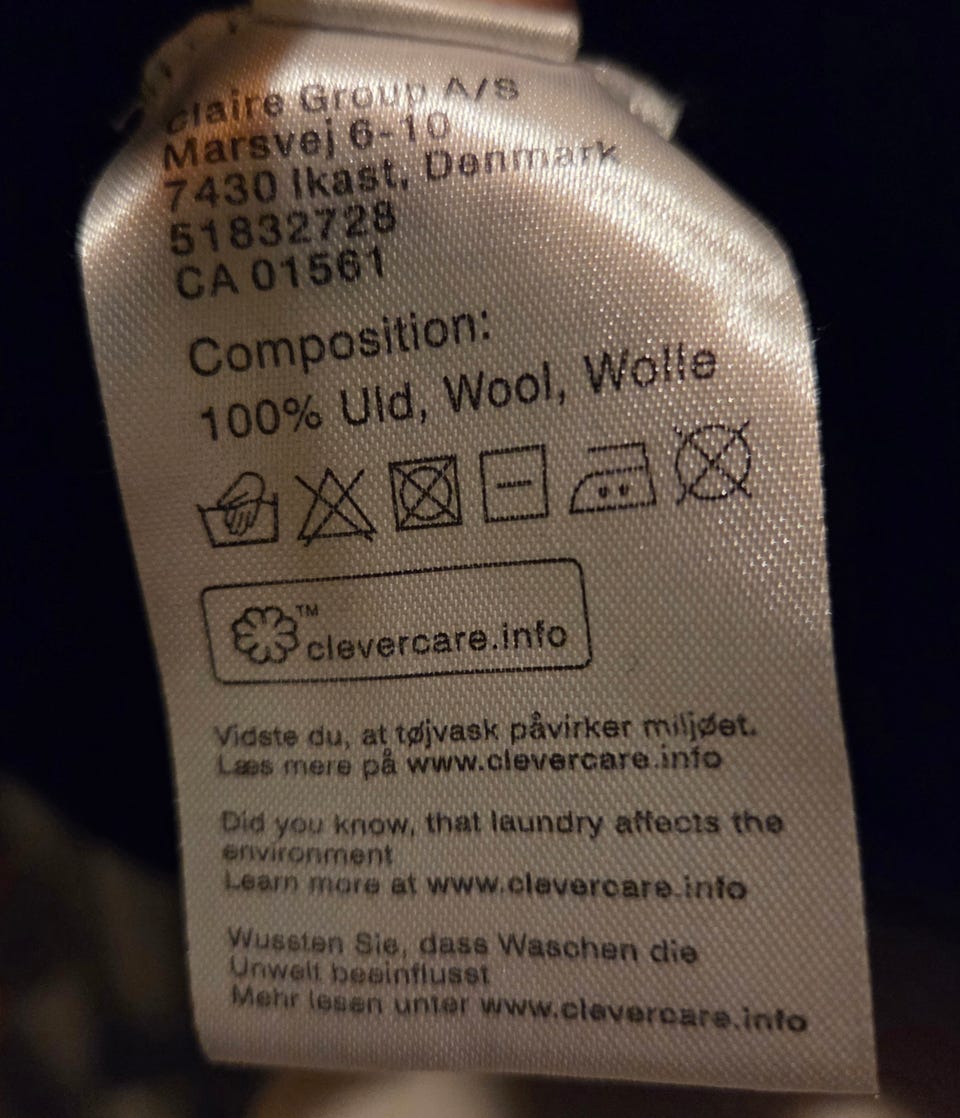 claire Group A/S
Marsvej 6-10
7430 Ikast, Denmark
51832728
CA 01561
Composition:
100% Uld, Wool, Wolle
™
clevercare.info
Vidste du, at tøjvask påvirker miljøet.
Læs mere på www.clevercare.info
Did you know, that laundry affects the
environment
Learn more at www.clevercare.info
Wussten Sie, dass Waschen die
Unwelt beeinflusst
Mehr lesen unter www.clevercare.info